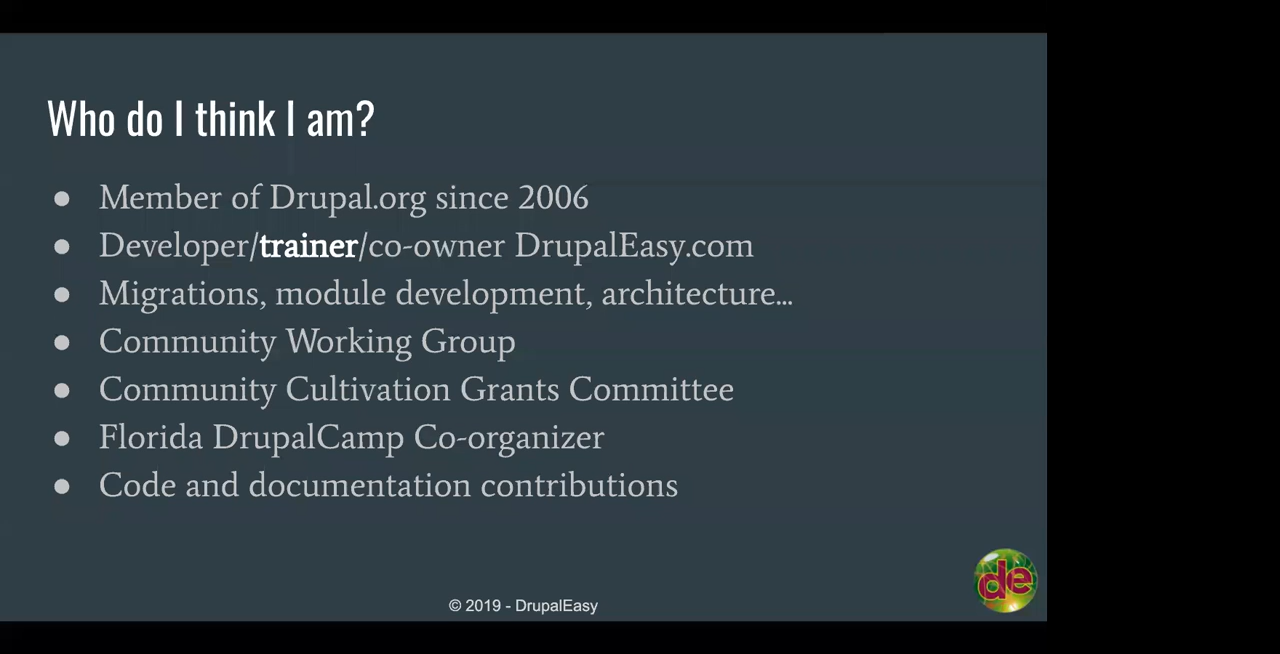 Who do I think I am?
● Member of Drupal.org since 2006
● Developer/trainer/co-owner DrupalEasy.com
● Migrations, module development, architecture...
● Community Working Group
● Community Cultivation Grants Committee
● Florida DrupalCamp Co-organizer
● Code and documentation contributions
de
© 2019 - DrupalEasy